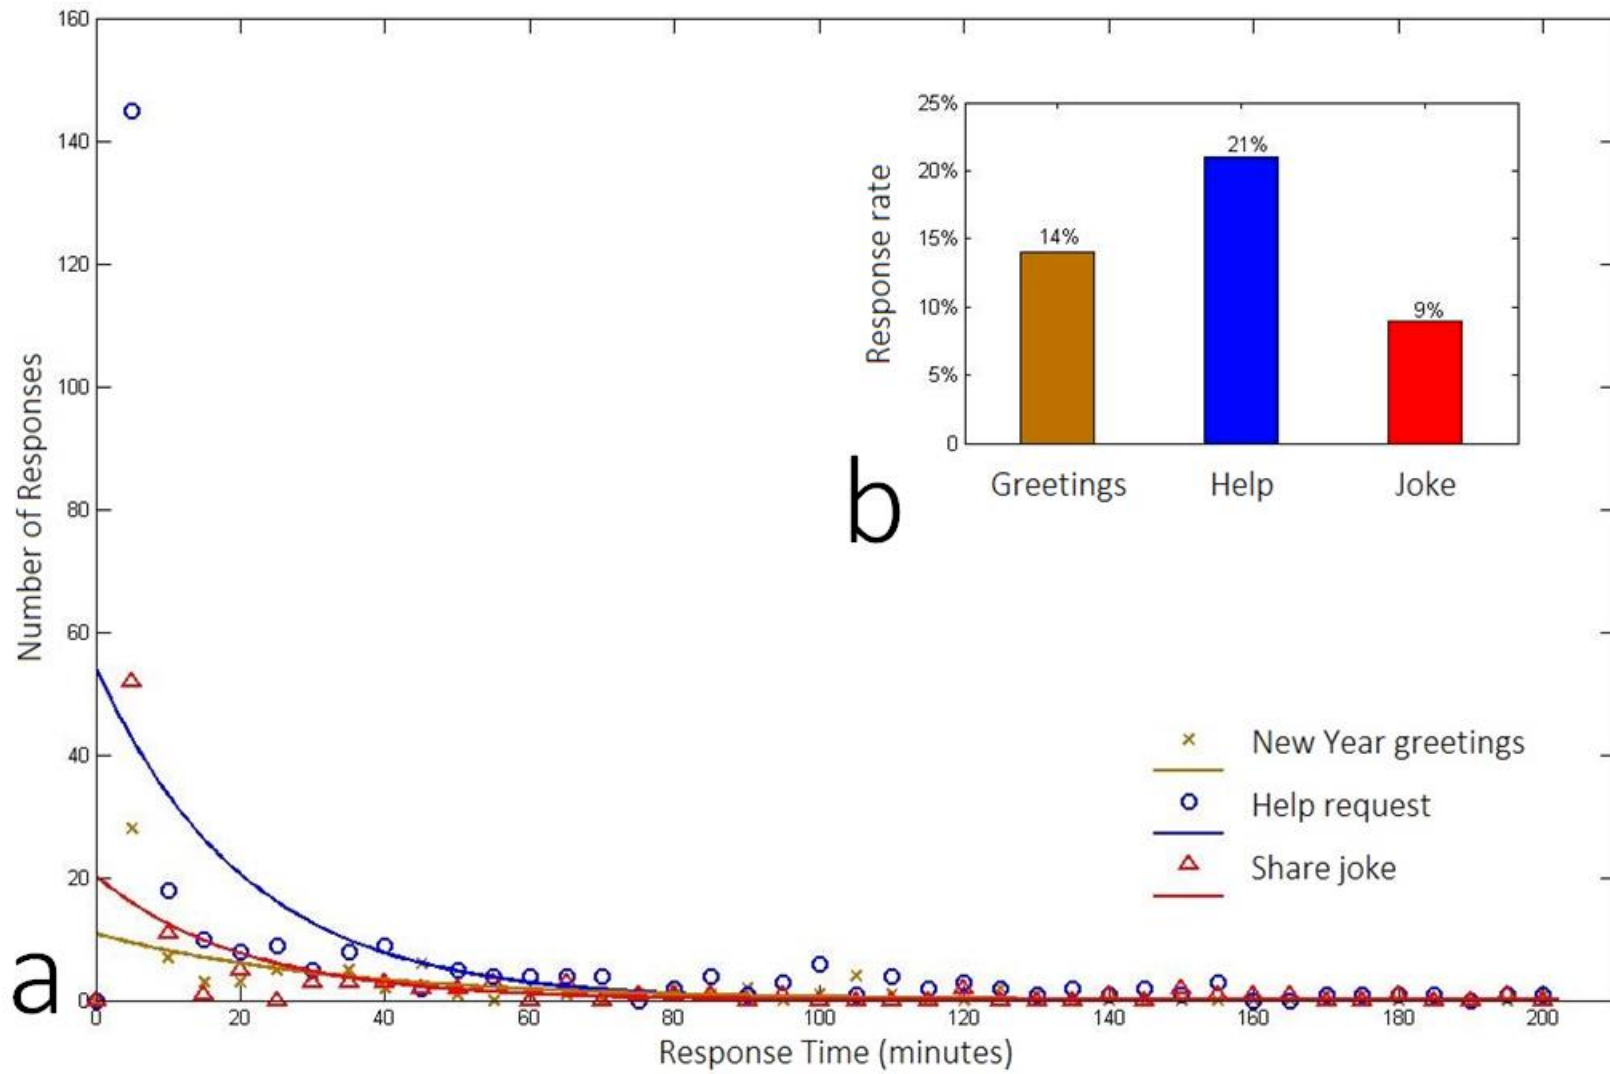 160
140
120
100
80
60
40
20
0
Number of Responses
0 20 40 60 80 100 120 140 160 180 200
Response Time (minutes)
a
25%
20%
15%
10%
5%
0
Response rate
14%
21%
9%
Greetings Help Joke
b
New Year greetings
Help request
Share joke